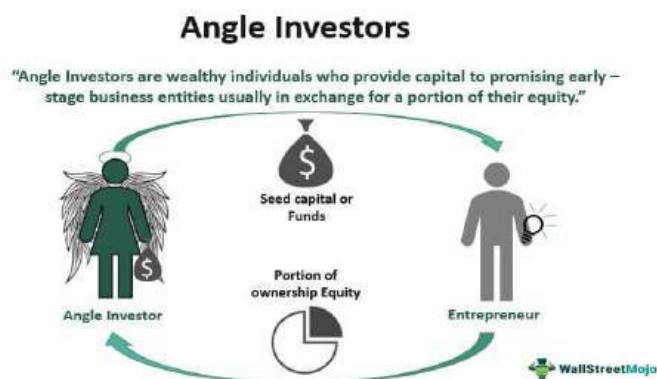 Angle Investors
"Angle Investors are wealthy individuals who provide capital to promising early –
stage business entities usually in exchange for a portion of their equity."
$
Seed capital or
Funds
$
Portion of
ownership Equity
Angle Investor
Entrepreneur
WallStreetMojo